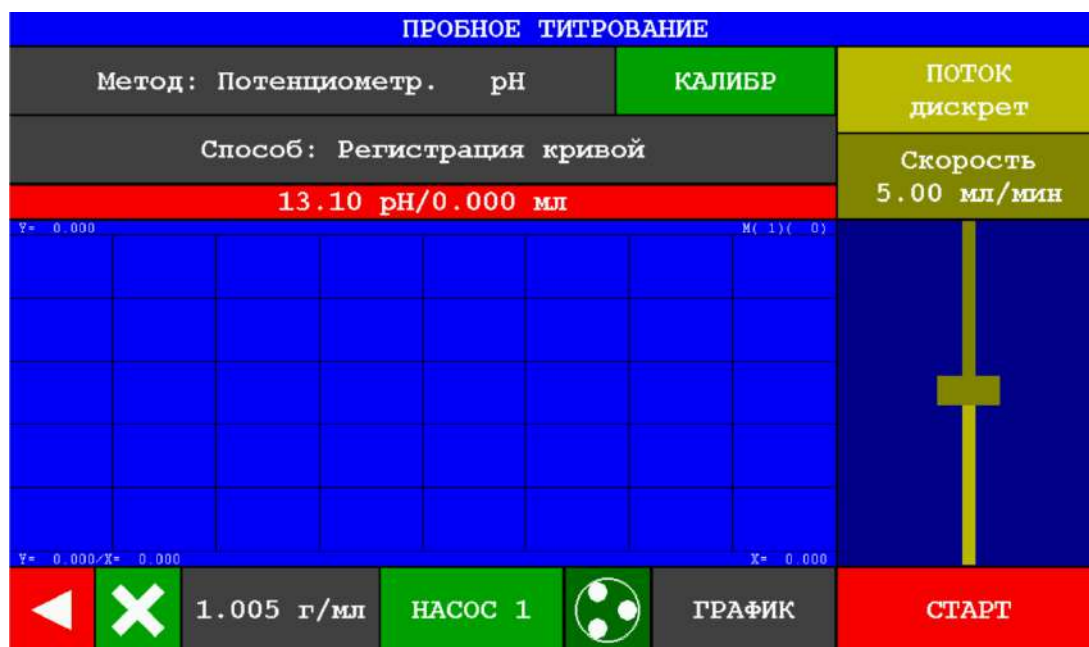 ПРОБНОЕ ТИТРОВАНИЕ
Метод: Потенциометр. pH
КАЛИБР
ПОТОК
дискрет
Способ: Регистрация кривой
Скорость
5.00 мл/мин
13.10 pH/0.000 мл
Y= 0.000
M( 1)( 0)
Y= 0.000/X= 0.000
X= 0.000
1.005 г/мл
НАСОС 1
ГРАФИК
СТАРТ